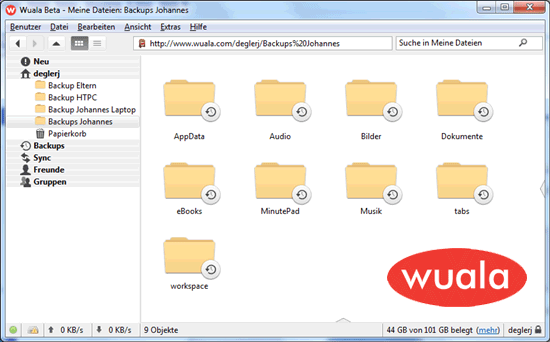 Wuala Beta - Meine Dateien: Backups Johannes
Benutzer Datei Bearbeiten Ansicht Extras Hilfe
http://www.wuala.com/deglerj/Backups%20Johannes
Suche in Meine Dateien
Neu
deglerj
Backup Eltern
Backup HTPC
Backup Johannes Laptop
Backups Johannes
Papierkorb
Backups
Sync
Freunde
Gruppen
AppData Audio Bilder Dokumente
eBooks MinutePad Musik tabs
workspace
wuala
0 KB/s 0 KB/s 9 Objekte 44 GB von 101 GB belegt (mehr) deglerj